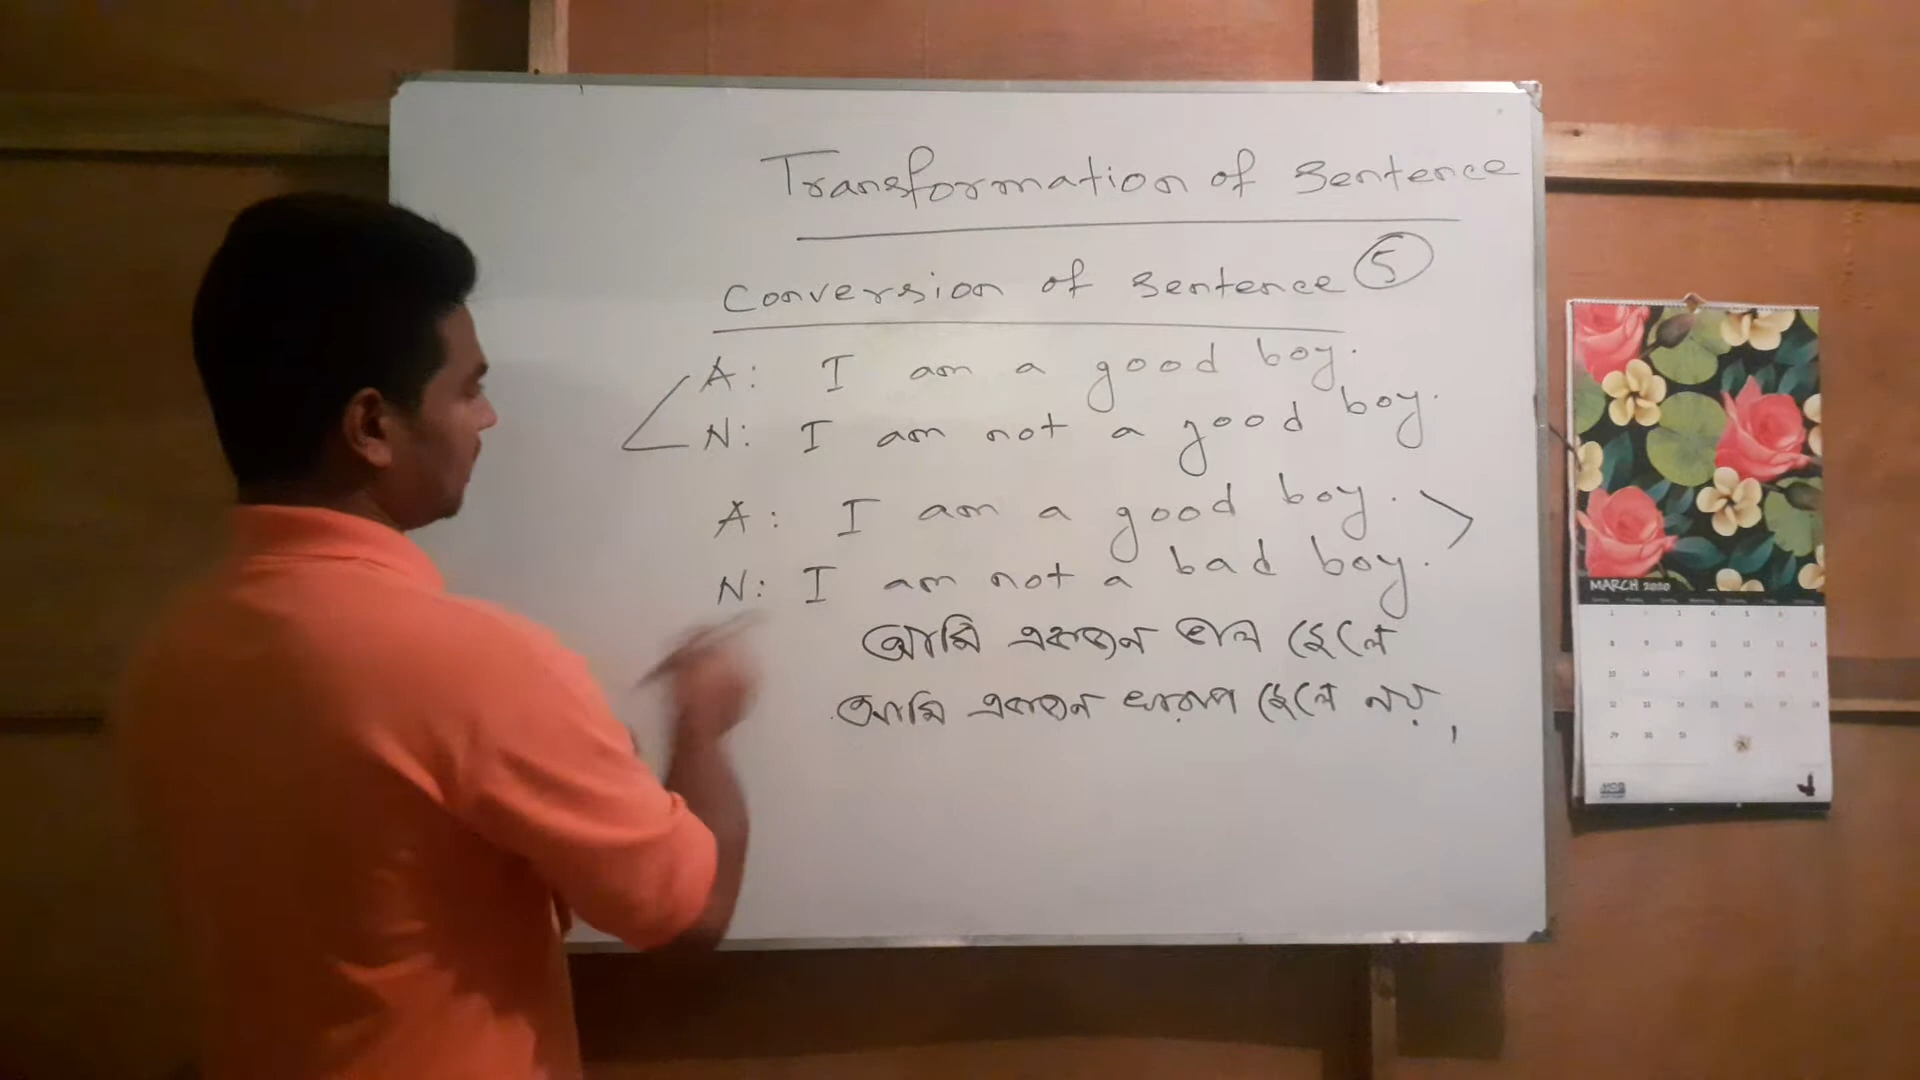 Transformation of Sentence
Conversion of Sentence 5
A: I am a good boy.
N: I am not a good boy.
A: I am a good boy.
N: I am not a bad boy.
আমি একজন ভাল ছেলে
আমি একজন খারাপ ছেলে নয়,
MARCH 2020